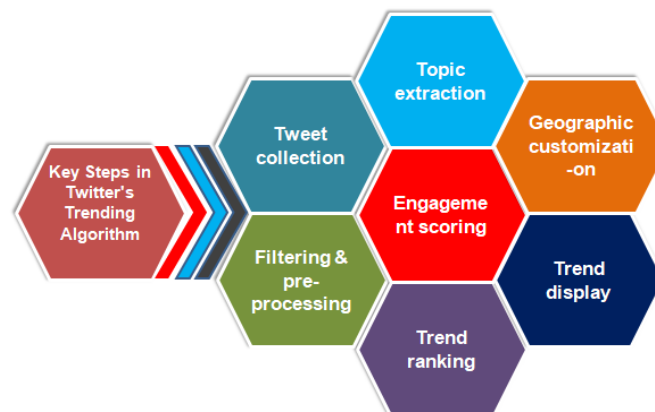 Key Steps in
Twitter's
Trending
Algorithm
Tweet
collection
Filtering &
pre-
processing
Topic
extraction
Engageme
nt scoring
Trend
ranking
Geographic
customizati
-on
Trend
display